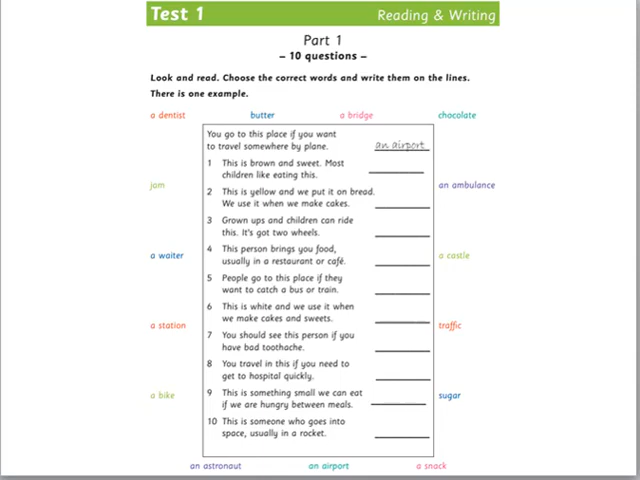 Test 1 Reading & Writing
Part 1
– 10 questions –
Look and read. Choose the correct words and write them on the lines.
There is one example.
a dentist butter a bridge chocolate
You go to this place if you want
to travel somewhere by plane. an airport
1 This is brown and sweet. Most
children like eating this.
jam an ambulance
2 This is yellow and we put it on bread.
We use it when we make cakes.
3 Grown ups and children can ride
this. It's got two wheels.
4 This person brings you food,
usually in a restaurant or café.
a waiter a castle
5 People go to this place if they
want to catch a bus or train.
6 This is white and we use it when
we make cakes and sweets.
a station traffic
7 You should see this person if you
have bad toothache.
8 You travel in this if you need to
get to hospital quickly.
a bike sugar
9 This is something small we can eat
if we are hungry between meals.
10 This is someone who goes into
space, usually in a rocket.
an astronaut an airport a snack